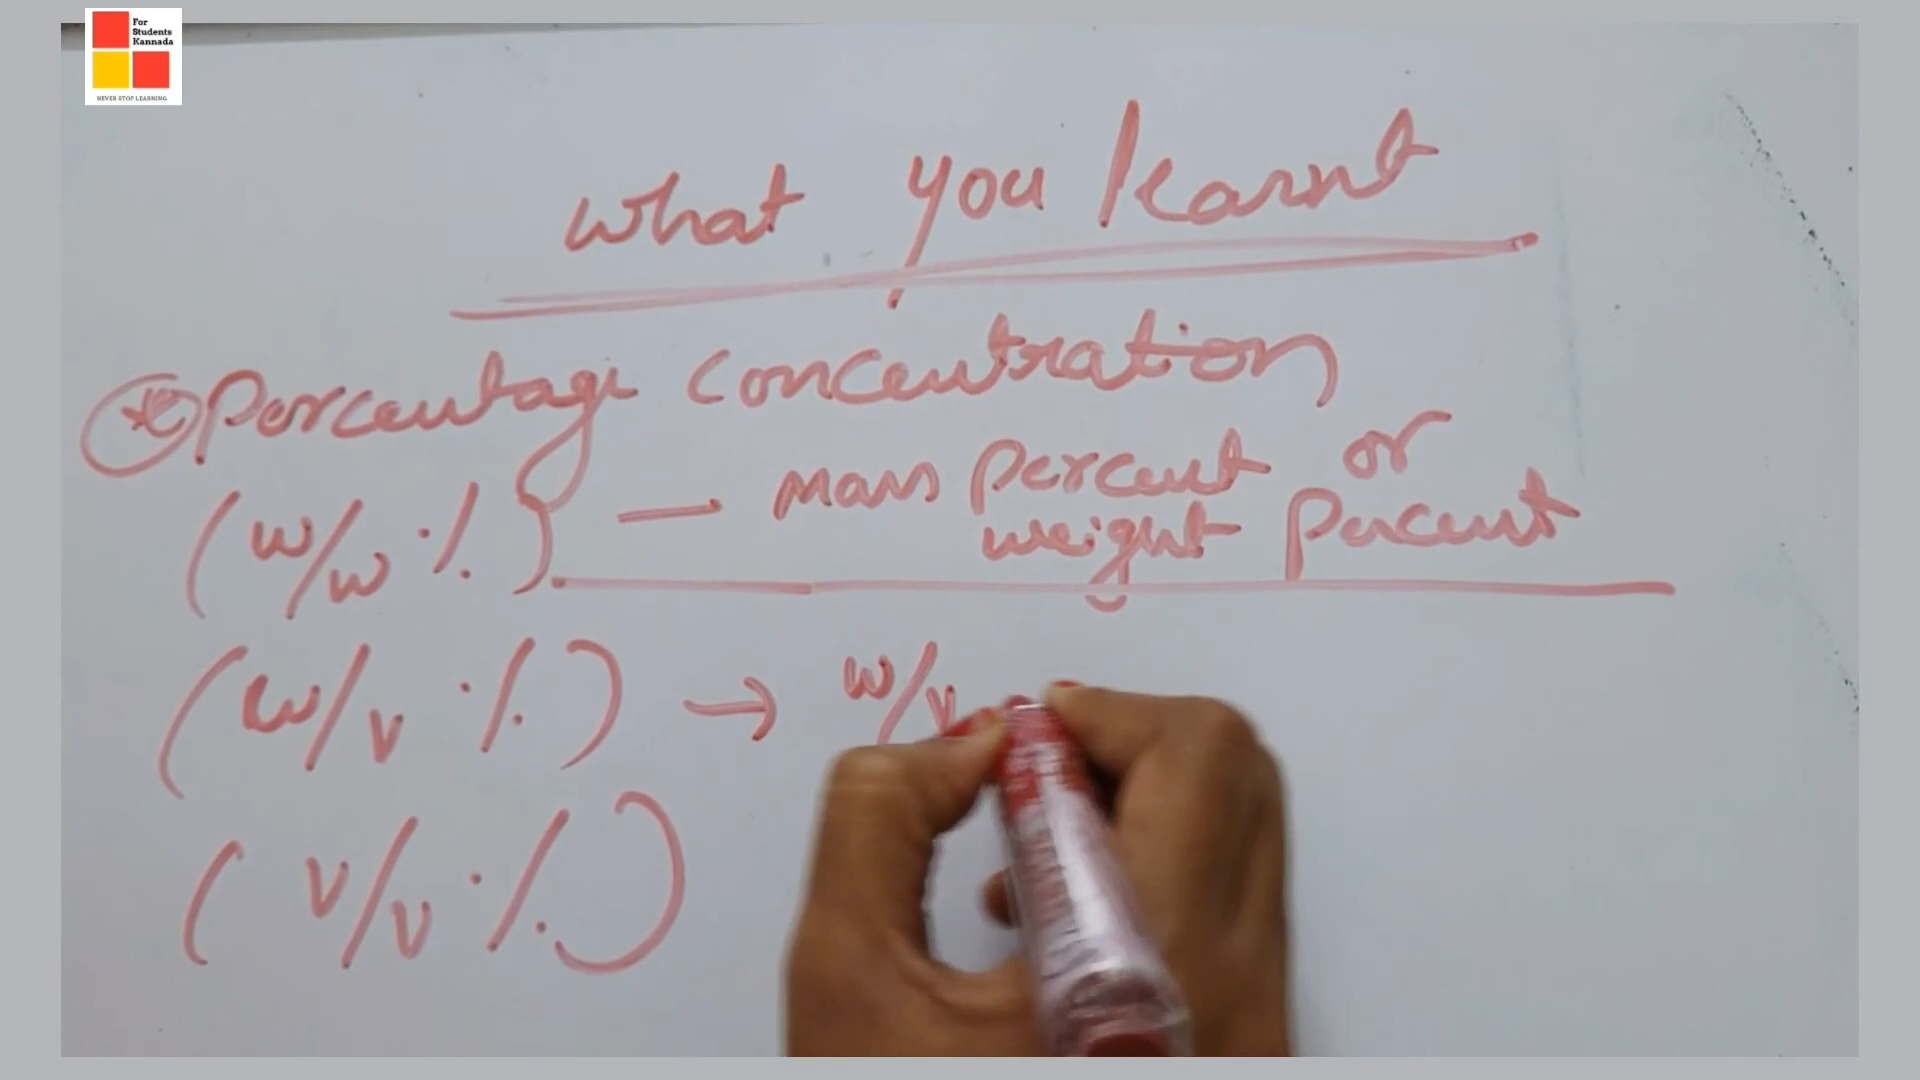 For
Students
Kannada
NEVER STOP LEARNING
what you learnt
Percentage concentration
(w/w %) — Mass percent or
weight percent
(w/v %) → w/v
(v/v %)